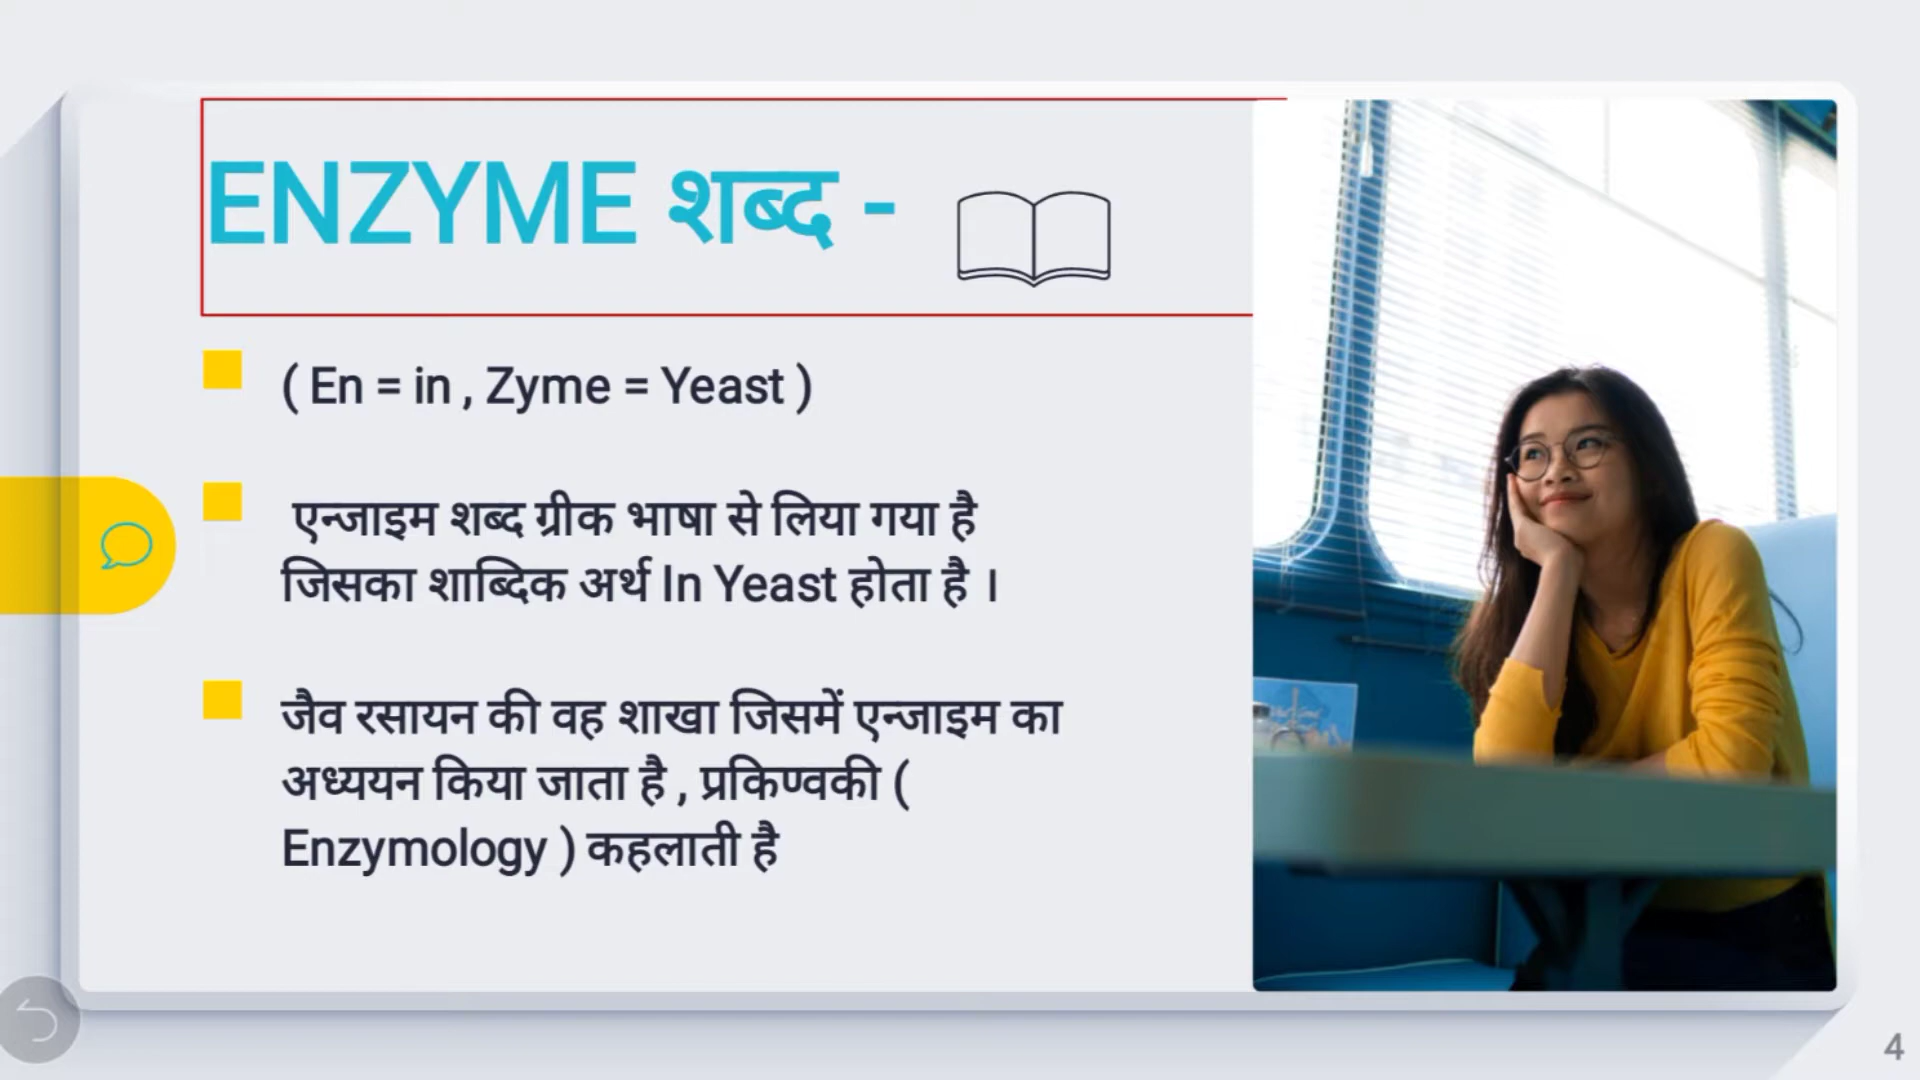 ENZYME शब्द -
( En = in , Zyme = Yeast )
एन्जाइम शब्द ग्रीक भाषा से लिया गया है
जिसका शाब्दिक अर्थ In Yeast होता है ।
जैव रसायन की वह शाखा जिसमें एन्जाइम का
अध्ययन किया जाता है , प्रकिण्वकी (
Enzymology ) कहलाती है
4